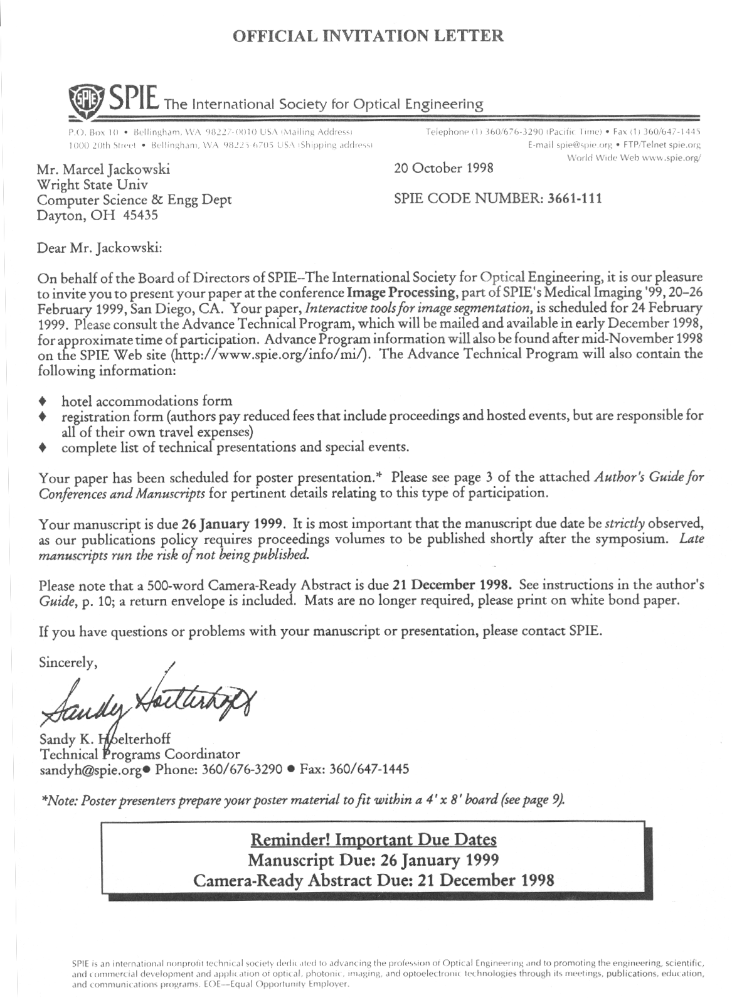 OFFICIAL INVITATION LETTER
SPIE SPIE The International Society for Optical Engineering
P.O. Box 10 • Bellingham, WA 98227-0010 USA (Mailing Address)
1000 20th Street • Bellingham, WA 98225 6705 USA (Shipping address)
Telephone (1) 360/676-3290 (Pacific Time) • Fax (1) 360/647-1445
E-mail spie@spie.org • FTP/Telnet spie.org
World Wide Web www.spie.org/
Mr. Marcel Jackowski
Wright State Univ
Computer Science & Engg Dept
Dayton, OH 45435
20 October 1998
SPIE CODE NUMBER: 3661-111
Dear Mr. Jackowski:
On behalf of the Board of Directors of SPIE--The International Society for Optical Engineering, it is our pleasure
to invite you to present your paper at the conference Image Processing, part of SPIE's Medical Imaging '99, 20-26
February 1999, San Diego, CA. Your paper, Interactive tools for image segmentation, is scheduled for 24 February
1999. Please consult the Advance Technical Program, which will be mailed and available in early December 1998,
for approximate time of participation. Advance Program information will also be found after mid-November 1998
on the SPIE Web site (http://www.spie.org/info/mi/). The Advance Technical Program will also contain the
following information:
♦ hotel accommodations form
♦ registration form (authors pay reduced fees that include proceedings and hosted events, but are responsible for
all of their own travel expenses)
♦ complete list of technical presentations and special events.
Your paper has been scheduled for poster presentation.* Please see page 3 of the attached Author's Guide for
Conferences and Manuscripts for pertinent details relating to this type of participation.
Your manuscript is due 26 January 1999. It is most important that the manuscript due date be strictly observed,
as our publications policy requires proceedings volumes to be published shortly after the symposium. Late
manuscripts run the risk of not being published.
Please note that a 500-word Camera-Ready Abstract is due 21 December 1998. See instructions in the author's
Guide, p. 10; a return envelope is included. Mats are no longer required, please print on white bond paper.
If you have questions or problems with your manuscript or presentation, please contact SPIE.
Sincerely,
Sandy Hoelterhoff
Sandy K. Hoelterhoff
Technical Programs Coordinator
sandyh@spie.org● Phone: 360/676-3290 ● Fax: 360/647-1445
*Note: Poster presenters prepare your poster material to fit within a 4' x 8' board (see page 9).
Reminder! Important Due Dates
Manuscript Due: 26 January 1999
Camera-Ready Abstract Due: 21 December 1998
SPIE is an international nonprofit technical society dedicated to advancing the profession of Optical Engineering and to promoting the engineering, scientific,
and commercial development and application of optical, photonic, imaging, and optoelectronic technologies through its meetings, publications, education,
and communications programs. EOE—Equal Opportunity Employer.